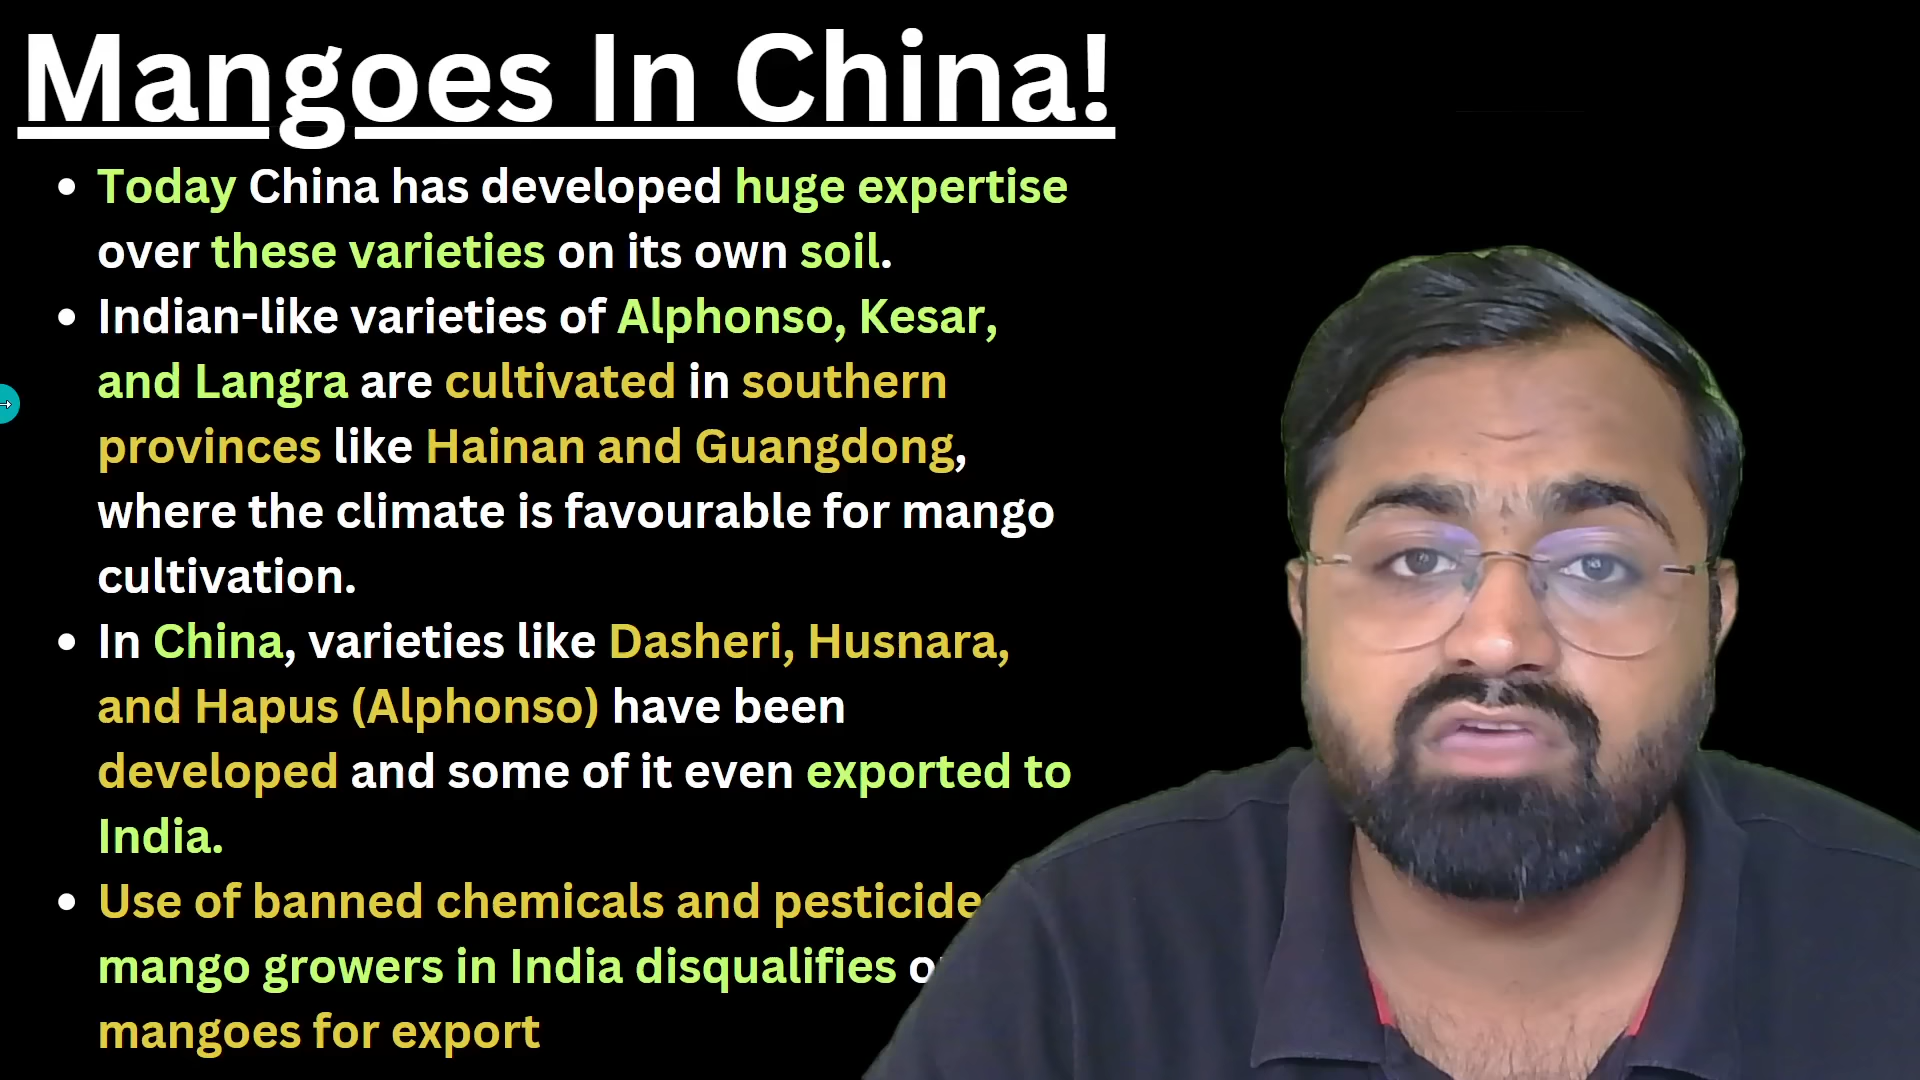 Mangoes In China!
• Today China has developed huge expertise
over these varieties on its own soil.
• Indian-like varieties of Alphonso, Kesar,
and Langra are cultivated in southern
provinces like Hainan and Guangdong,
where the climate is favourable for mango
cultivation.
• In China, varieties like Dasheri, Husnara,
and Hapus (Alphonso) have been
developed and some of it even exported to
India.
• Use of banned chemicals and
mango growers in India disqualifies
mangoes for export